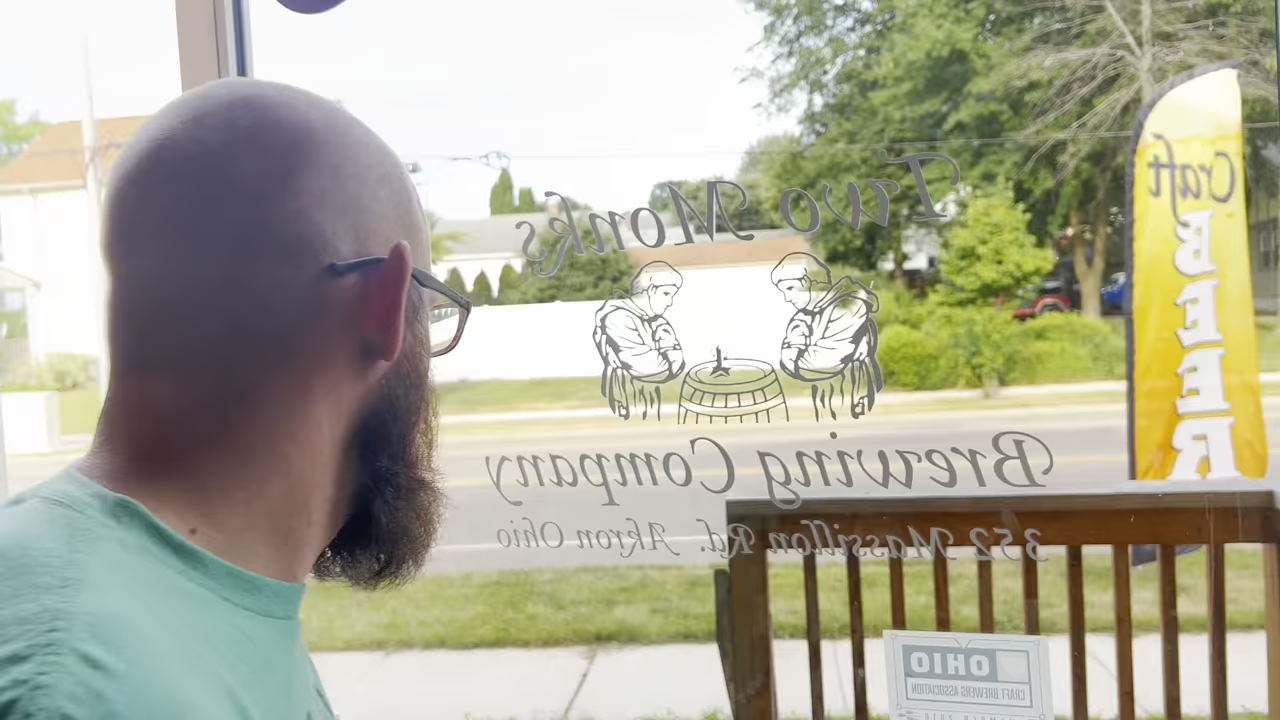 Two Monks
Brewing Company
352 Massillon Rd. Akron Ohio
Craft
BEER
OHIO
CRAFT BREWERS ASSOCIATION